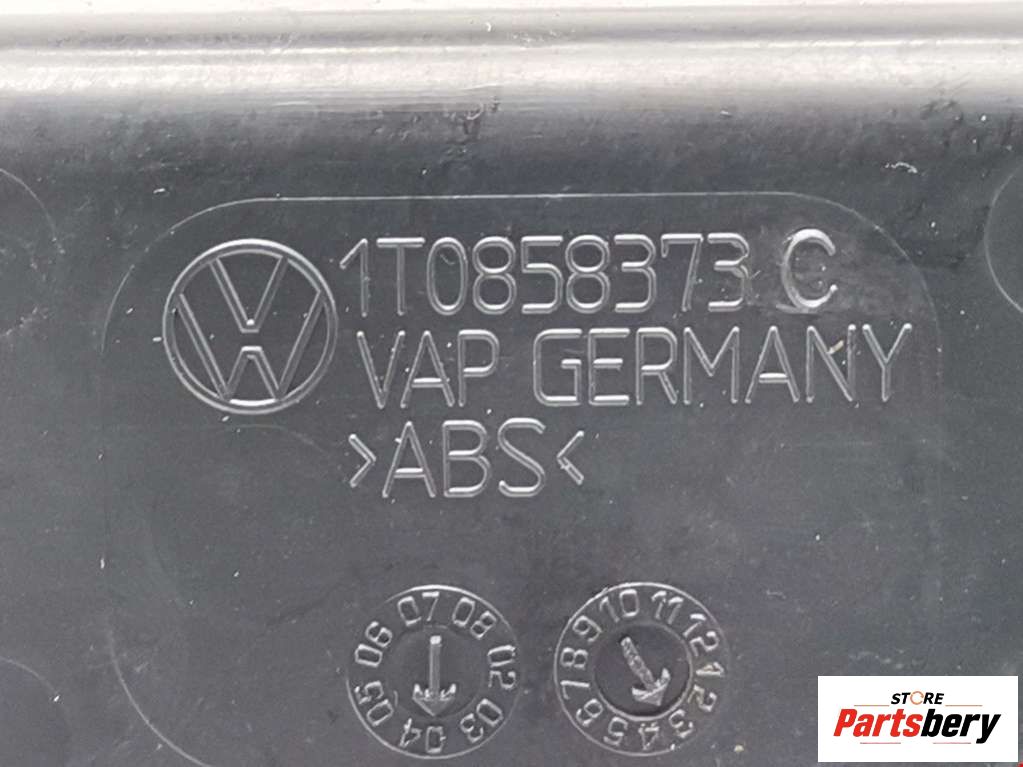 1T0858373 C
VAP GERMANY
>ABS<
05 06 07 08 02 03 04
1 2 3 4 5 6 7 8 9 10 11 12
STORE
Partsbery